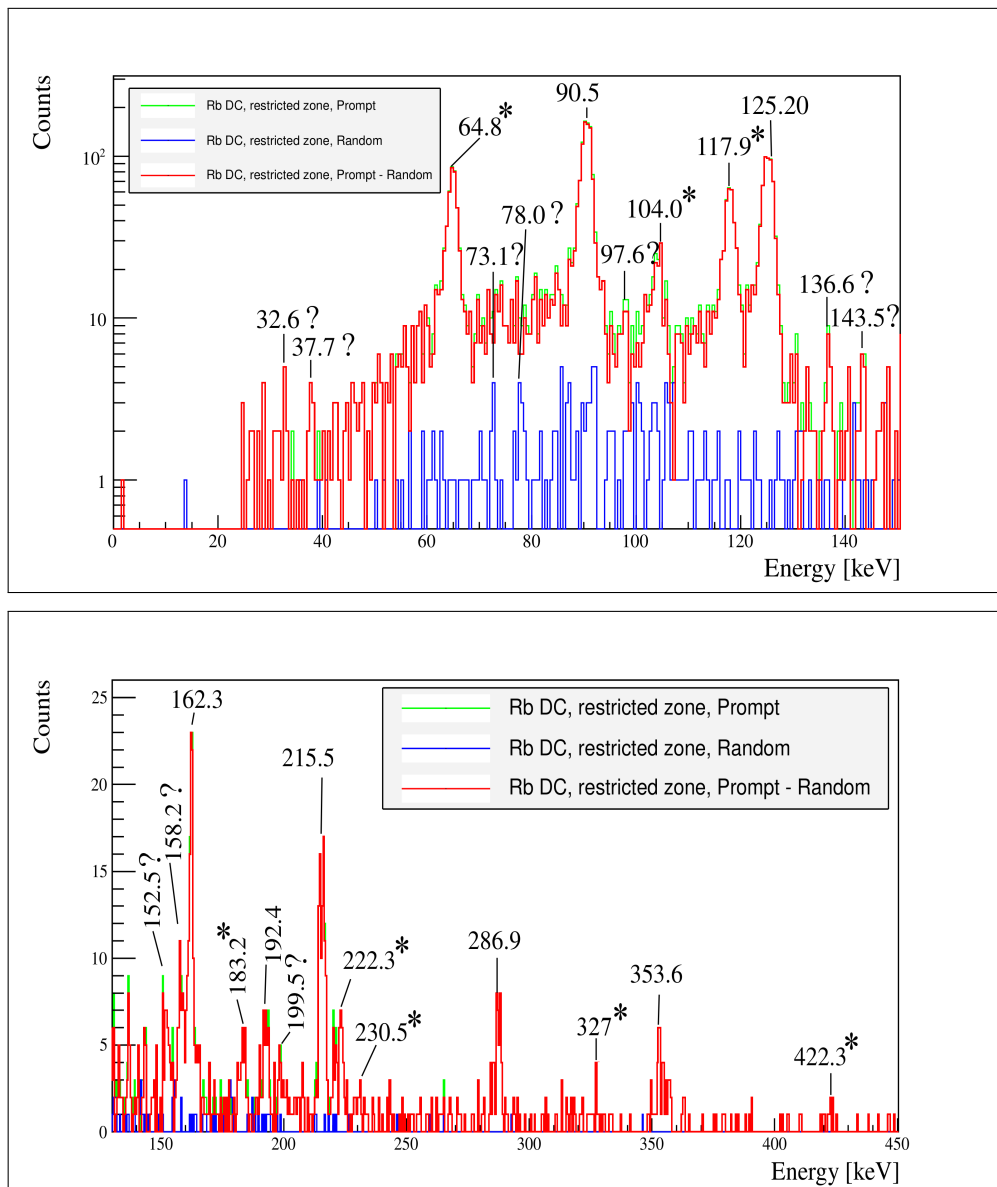 Counts
Rb DC, restricted zone, Prompt
Rb DC, restricted zone, Random
Rb DC, restricted zone, Prompt - Random
64.8*
90.5
125.20
117.9*
78.0 ?
104.0*
73.1?
97.6?
136.6 ?
32.6 ?
37.7 ?
143.5?
10²
10
1
0 20 40 60 80 100 120 140
Energy [keV]
Counts
Rb DC, restricted zone, Prompt
Rb DC, restricted zone, Random
Rb DC, restricted zone, Prompt - Random
162.3
215.5
158.2 ?
152.5?
183.2*
192.4
199.5?
222.3*
230.5*
286.9
327*
353.6
422.3*
25
20
15
10
5
0
150 200 250 300 350 400 450
Energy [keV]